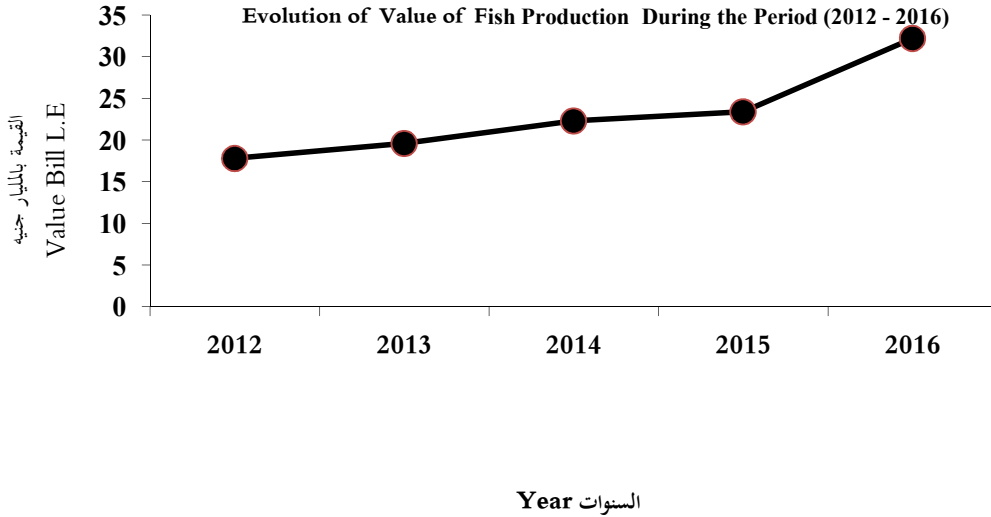 Evolution of Value of Fish Production During the Period (2012 - 2016)
35
30
25
20
15
10
5
0
القيمة بالمليار جنيه
Value Bill L.E
2012 2013 2014 2015 2016
Year السنوات